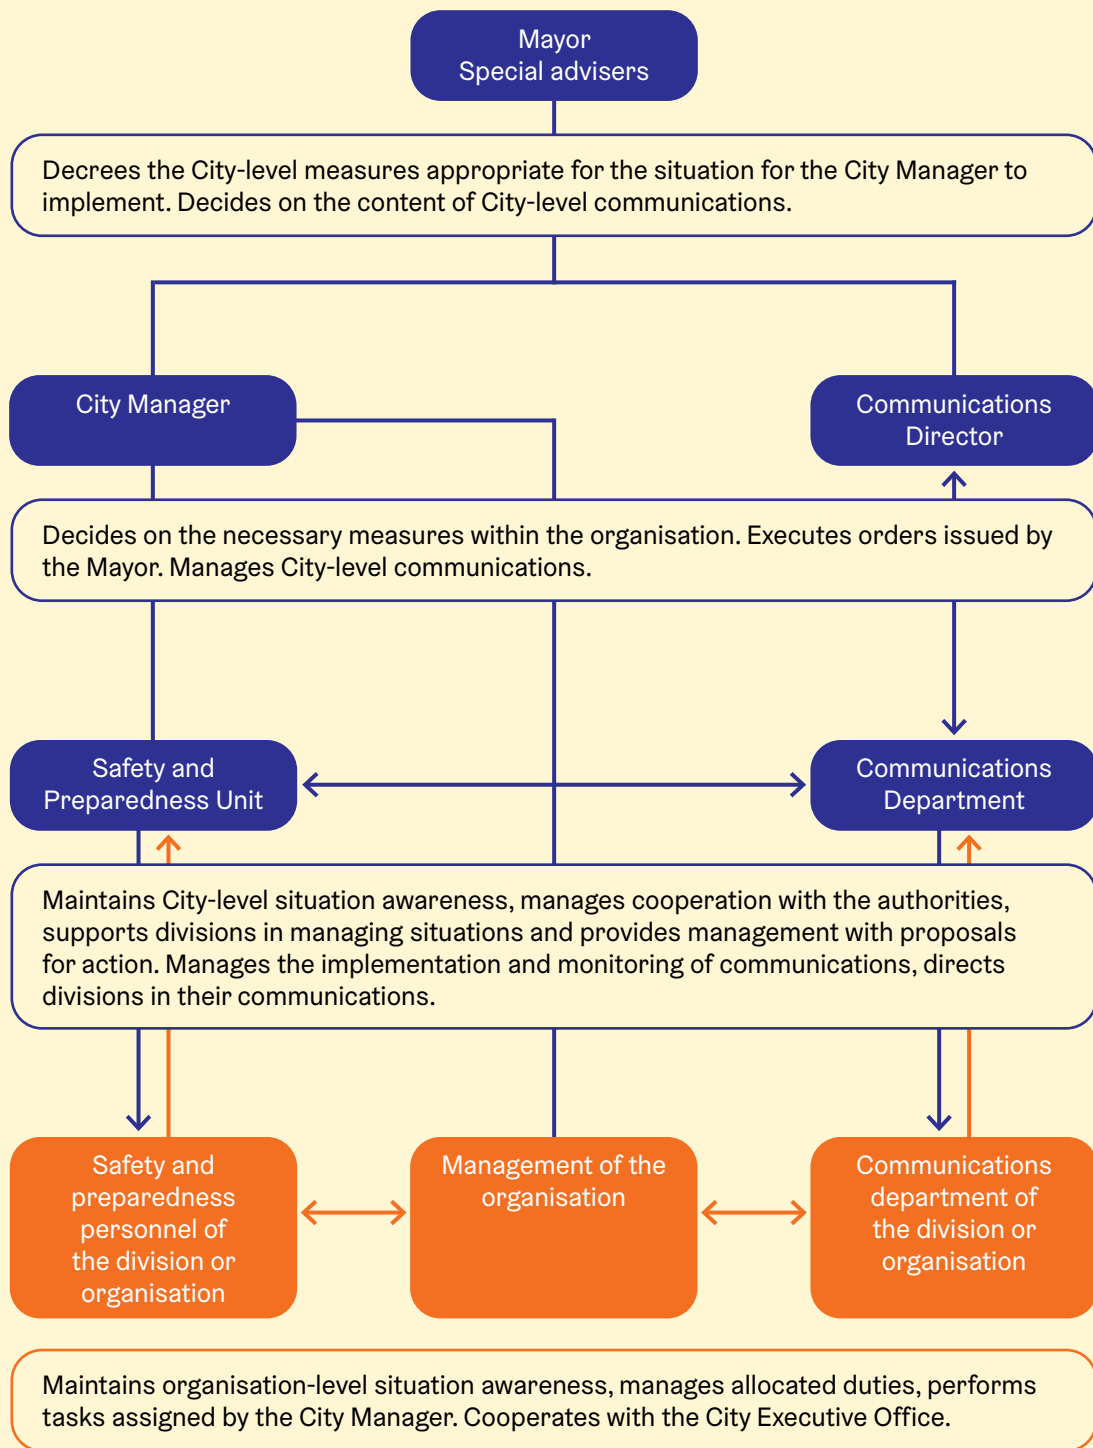 Mayor
Special advisers
Decrees the City-level measures appropriate for the situation for the City Manager to
implement. Decides on the content of City-level communications.
City Manager
Communications
Director
Decides on the necessary measures within the organisation. Executes orders issued by
the Mayor. Manages City-level communications.
Safety and
Preparedness Unit
Communications
Department
Maintains City-level situation awareness, manages cooperation with the authorities,
supports divisions in managing situations and provides management with proposals
for action. Manages the implementation and monitoring of communications, directs
divisions in their communications.
Safety and
preparedness
personnel of
the division or
organisation
Management of the
organisation
Communications
department of
the division or
organisation
Maintains organisation-level situation awareness, manages allocated duties, performs
tasks assigned by the City Manager. Cooperates with the City Executive Office.